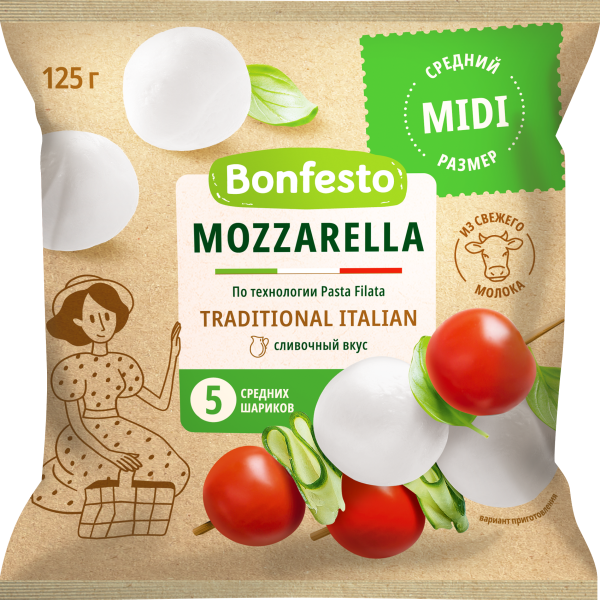 125 г
СРЕДНИЙ
MIDI
РАЗМЕР
Bonfesto
MOZZARELLA
ИЗ СВЕЖЕГО
МОЛОКА
По технологии Pasta Filata
TRADITIONAL ITALIAN
сливочный вкус
5
СРЕДНИХ
ШАРИКОВ
вариант приготовления